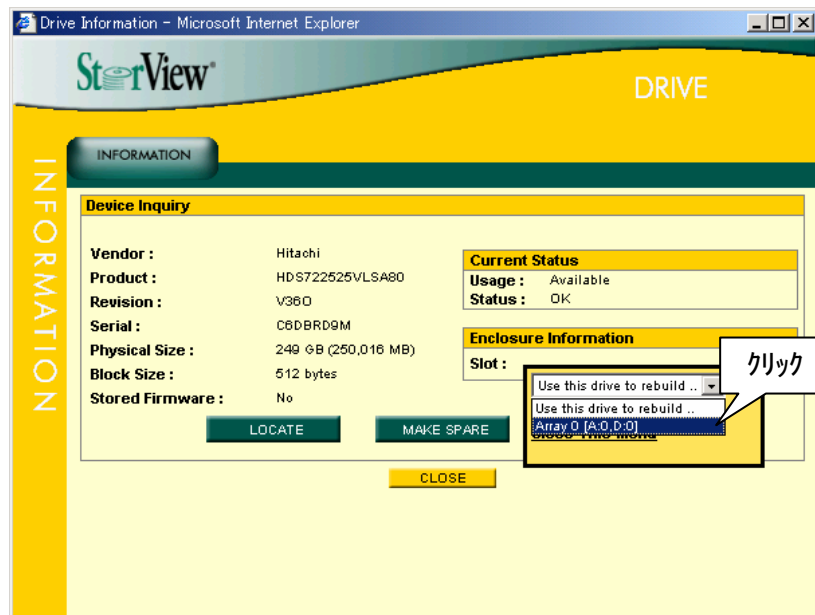 Drive Information - Microsoft Internet Explorer
StorView®
DRIVE
INFORMATION
INFORMATION
Device Inquiry
Vendor : Hitachi
Product : HDS722525VLSA80
Revision : V36O
Serial : C6DBRD9M
Physical Size : 249 GB (250,016 MB)
Block Size : 512 bytes
Stored Firmware : No
Current Status
Usage : Available
Status : OK
Enclosure Information
Slot :
クリック
Use this drive to rebuild ..
Use this drive to rebuild ..
Array 0 [A:0,D:0]
Close This Menu
LOCATE
MAKE SPARE
CLOSE